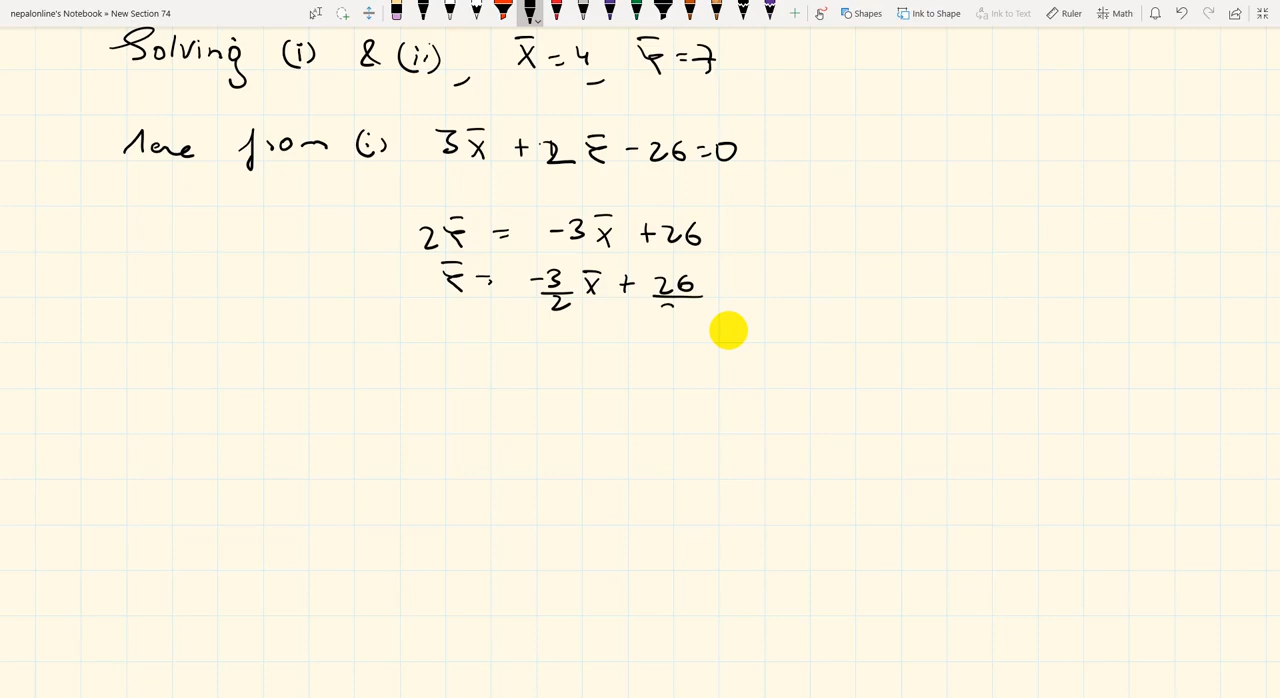 nepalonline's Notebook » New Section 74
Shapes Ink to Shape Ink to Text Ruler Math
Solving (i) & (ii), X̄ = 4, Ȳ = 7
from (i) 3X̄ + 2Ȳ - 26 = 0
2Ȳ = -3X̄ + 26
Ȳ = -3/2 X̄ + 26/2